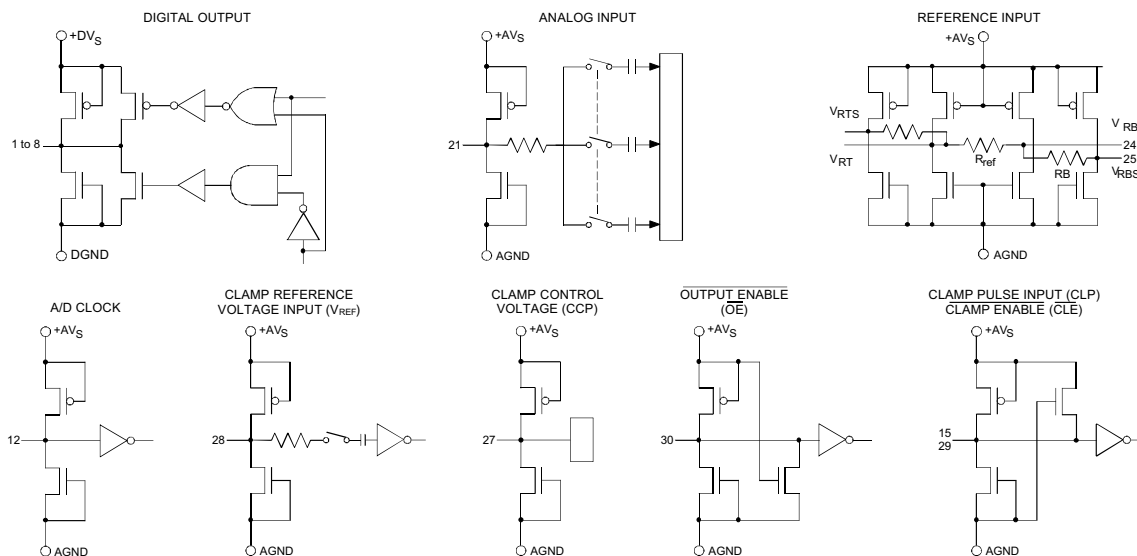 DIGITAL OUTPUT
+DVS
1 to 8
DGND
ANALOG INPUT
+AVS
21
AGND
REFERENCE INPUT
+AVS
VRTS
VRT
Rref
RB
VRB
24
25
VRBS
AGND
A/D CLOCK
+AVS
12
AGND
CLAMP REFERENCE
VOLTAGE INPUT (VREF)
+AVS
28
AGND
CLAMP CONTROL
VOLTAGE (CCP)
+AVS
27
AGND
OUTPUT ENABLE
(OE)
+AVS
30
AGND
CLAMP PULSE INPUT (CLP)
CLAMP ENABLE (CLE)
+AVS
15
29
AGND